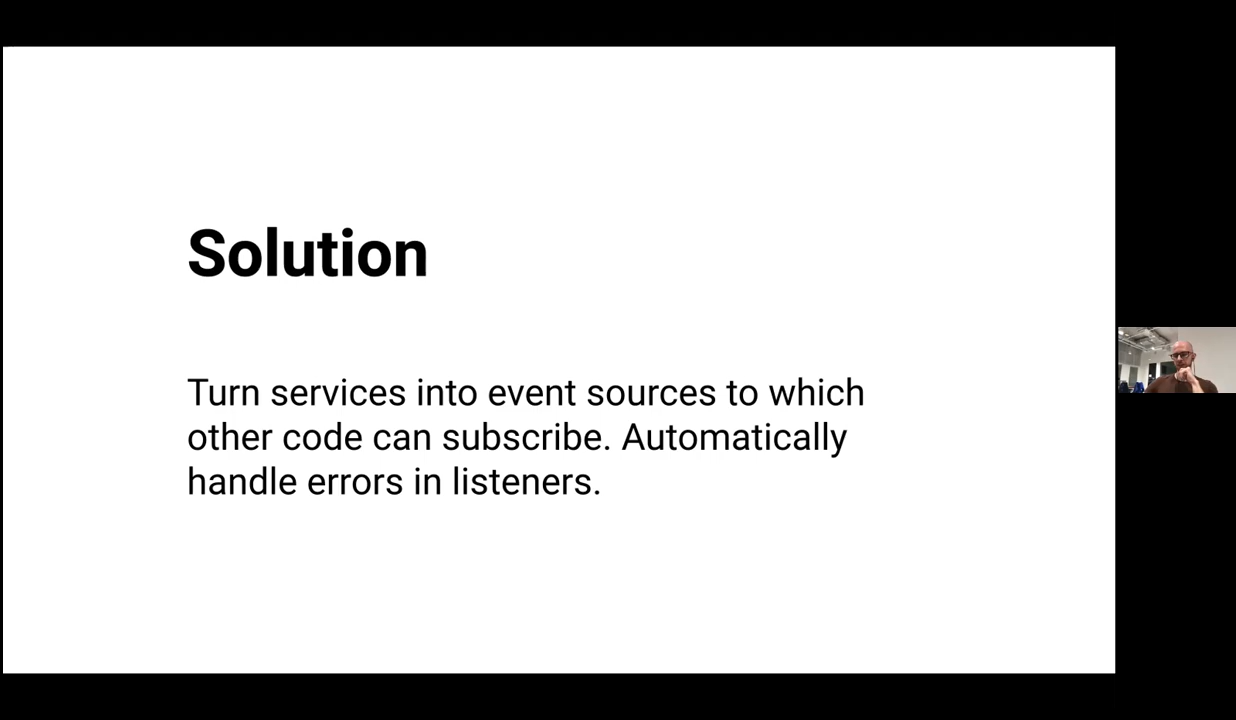 Solution
Turn services into event sources to which
other code can subscribe. Automatically
handle errors in listeners.